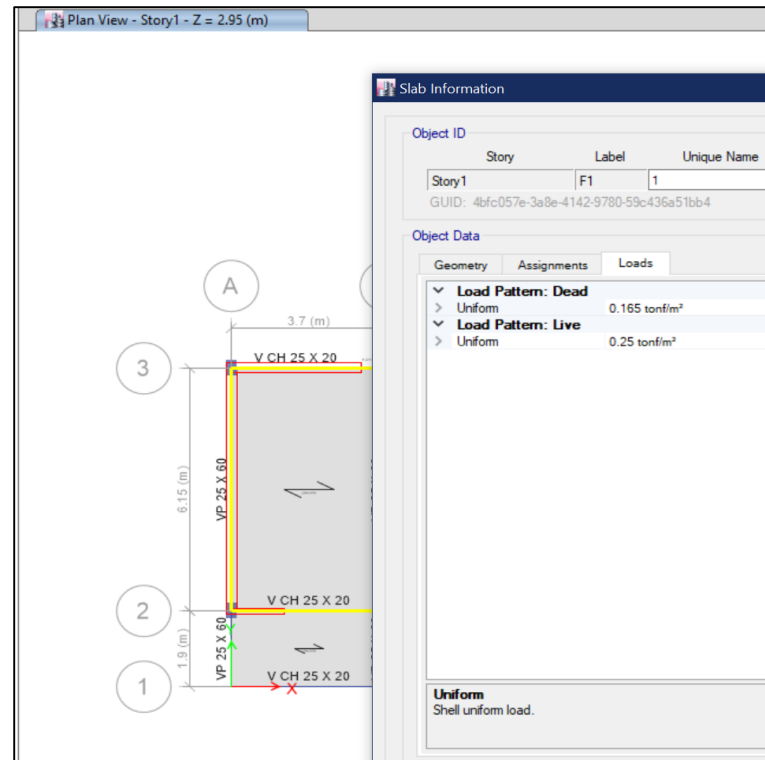 Plan View - Story1 - Z = 2.95 (m)
Slab Information
Object ID
Story Label Unique Name
Story1 F1 1
GUID: 4bfc057e-3a8e-4142-9780-59c436a51bb4
Object Data
Geometry Assignments Loads
Load Pattern: Dead
Uniform 0.165 tonf/m²
Load Pattern: Live
Uniform 0.25 tonf/m²
Uniform
Shell uniform load.
A
3.7 (m)
3
V CH 25 X 20
6.15 (m)
VP 25 X 60
2
V CH 25 X 20
1.9 (m)
VP 25 X 60
Y
1
V CH 25 X 20
X